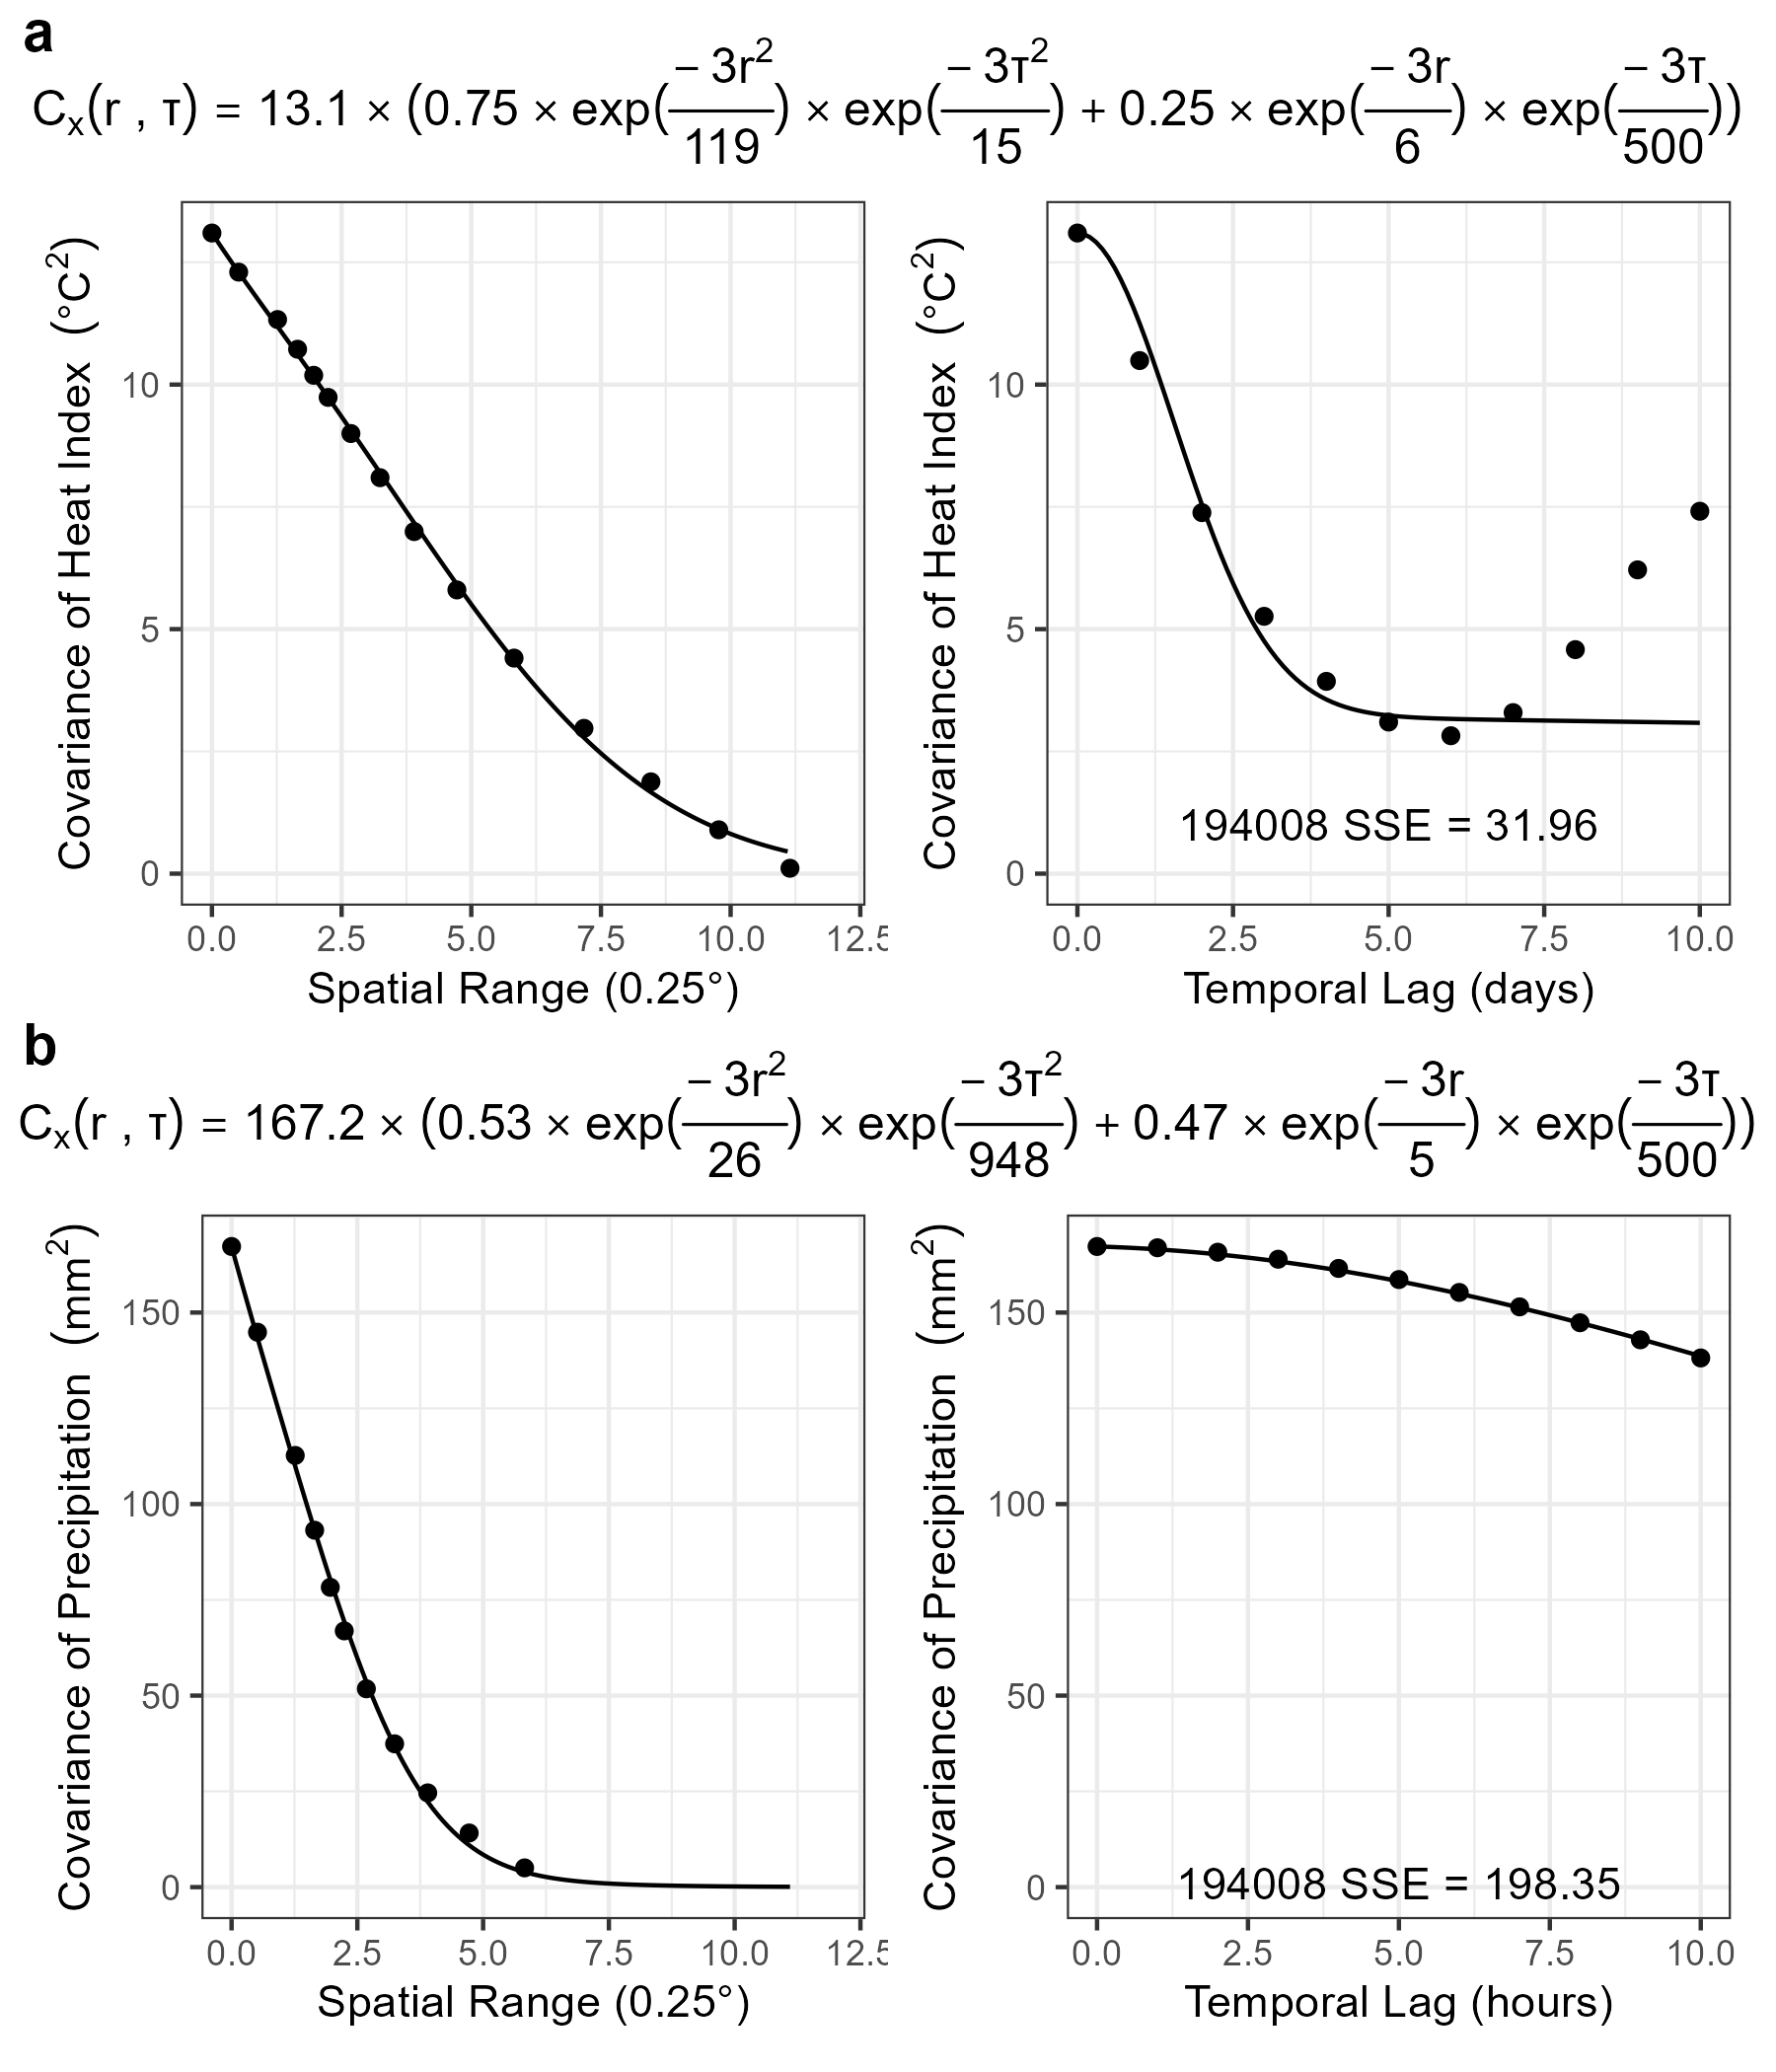 a
Cx(r , τ) = 13.1 × (0.75 × exp(− 3r² / 119) × exp(− 3τ² / 15) + 0.25 × exp(− 3r / 6) × exp(− 3τ / 500))
Covariance of Heat Index (°C²)
10
5
0
0.0 2.5 5.0 7.5 10.0 12.5
Spatial Range (0.25°)
Covariance of Heat Index (°C²)
10
5
0
194008 SSE = 31.96
0.0 2.5 5.0 7.5 10.0
Temporal Lag (days)
b
Cx(r , τ) = 167.2 × (0.53 × exp(− 3r² / 26) × exp(− 3τ² / 948) + 0.47 × exp(− 3r / 5) × exp(− 3τ / 500))
Covariance of Precipitation (mm²)
150
100
50
0
0.0 2.5 5.0 7.5 10.0 12.5
Spatial Range (0.25°)
Covariance of Precipitation (mm²)
150
100
50
0
194008 SSE = 198.35
0.0 2.5 5.0 7.5 10.0
Temporal Lag (hours)